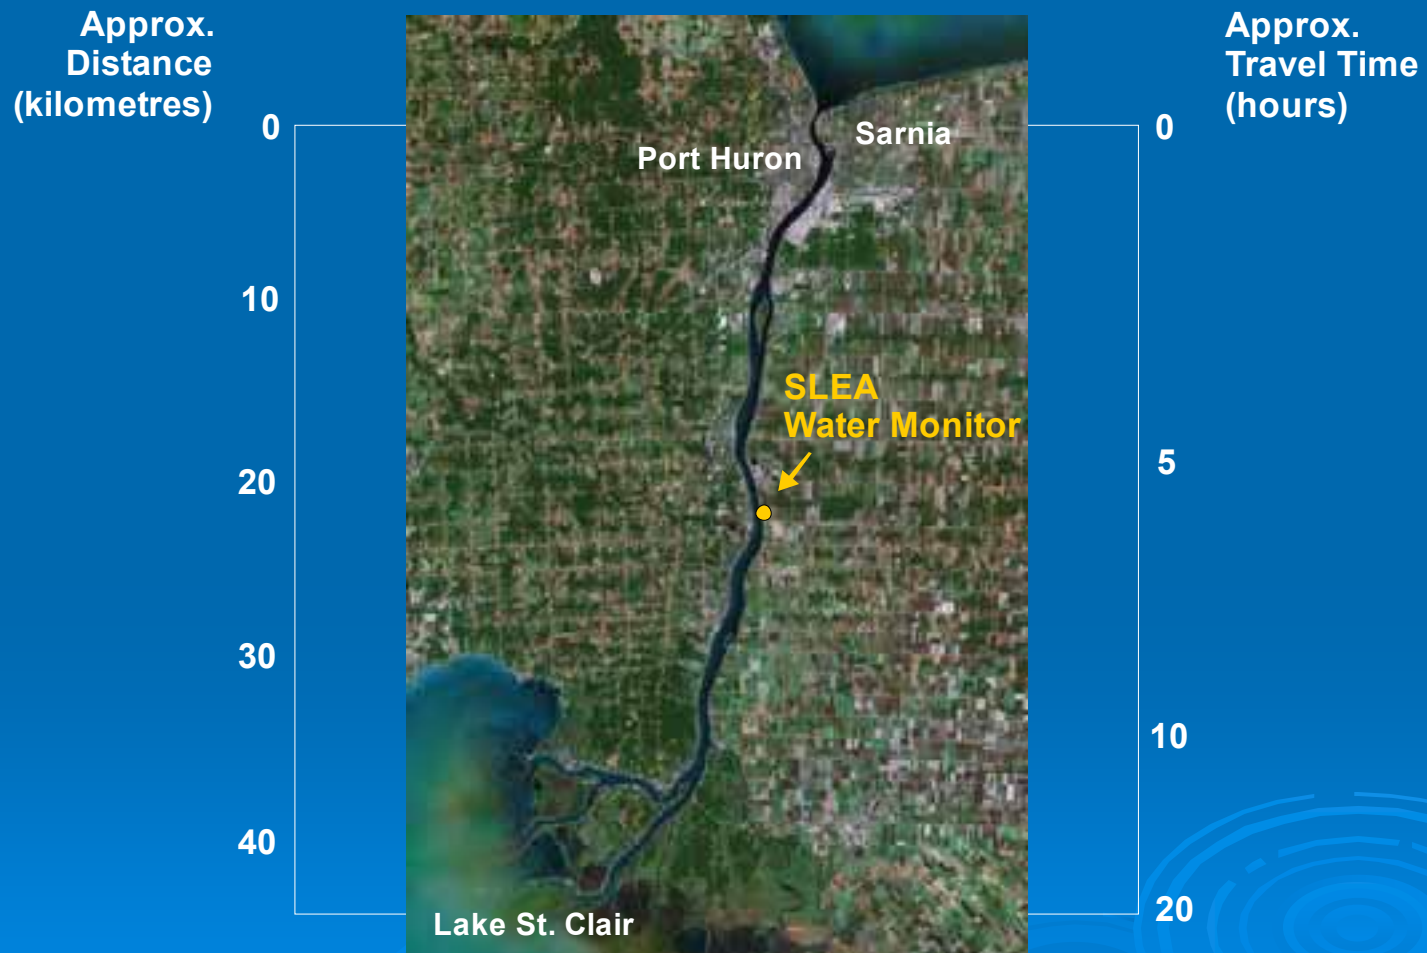 Approx.
Distance
(kilometres)
Approx.
Travel Time
(hours)
0
0
Sarnia
Port Huron
10
SLEA
Water Monitor
5
20
30
10
40
20
Lake St. Clair